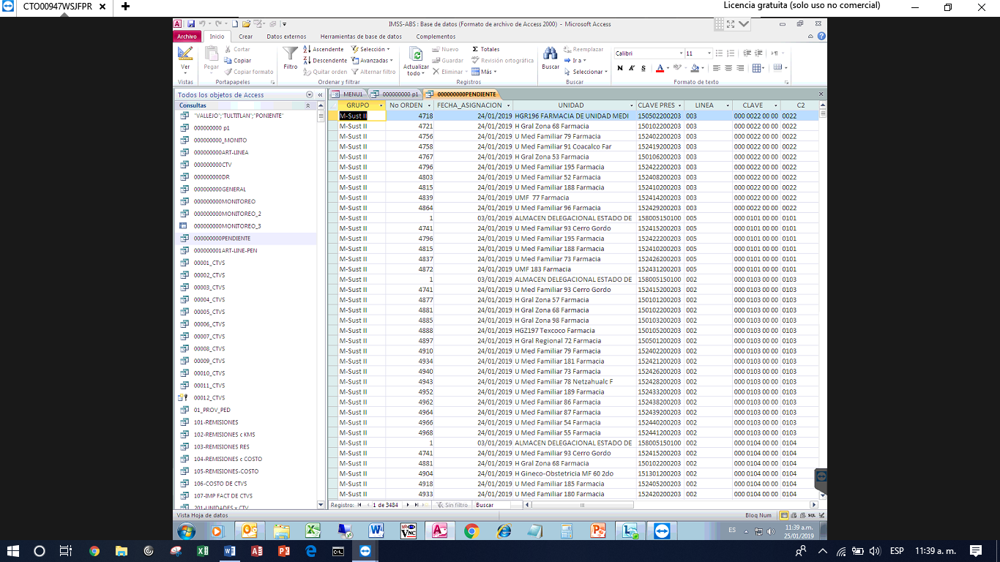 CTO00947WSJFPR
Licencia gratuita (solo uso no comercial)
IMSS-ABS : Base de datos (Formato de archivo de Access 2000) - Microsoft Access
Archivo Inicio Crear Datos externos Herramientas de base de datos Complementos
Ver
Vistas
Pegar
Cortar
Copiar
Copiar formato
Portapapeles
Filtro
Ascendente
Descendente
Quitar orden
Selección
Avanzadas
Alternar filtro
Ordenar y filtrar
Actualizar todo
Nuevo
Guardar
Eliminar
Totales
Revisión ortográfica
Más
Registros
Buscar
Reemplazar
Ir a
Seleccionar
Buscar
Calibri 11
N K S
Formato de texto
Todos los objetos de Access
Consultas
"VALLEJO";"TULTITLAN";"PONIENTE"
000000000 p1
000000000_MONITO
000000000ART-LINEA
000000000CTV
000000000DR
000000000GENERAL
000000000MONITOREO
000000000MONITOREO_2
000000000MONITOREO_3
000000000PENDIENTE
000000001ART-LINE-PEN
00001_CTVS
00002_CTVS
00003_CTVS
00004_CTVS
00005_CTVS
00006_CTVS
00007_CTVS
00008_CTVS
00009_CTVS
00010_CTVS
00011_CTVS
00012_CTVS
01_PROV_PED
101-REMISIONES
102-REMISIONES c KMS
103-REMISIONES RES
104-REMISIONES c COSTO
105-REMISIONES-COSTO
106-COSTO DE CTVS
107-IMP FACT DE CTVS
201-UNIDADES x CTV
MENU1 000000000 p1 000000000PENDIENTE
GRUPO No ORDEN FECHA_ASIGNACION UNIDAD CLAVE PRES LINEA CLAVE C2
M-Sust II 4718 24/01/2019 HGR196 FARMACIA DE UNIDAD MEDI 150502200203 003 000 0022 00 00 0022
M-Sust II 4721 24/01/2019 H Gral Zona 68 Farmacia 150102200203 003 000 0022 00 00 0022
M-Sust II 4756 24/01/2019 U Med Familiar 79 Farmacia 152402200203 003 000 0022 00 00 0022
M-Sust II 4758 24/01/2019 U Med Familiar 91 Coacalco Far 152419200203 003 000 0022 00 00 0022
M-Sust II 4767 24/01/2019 H Gral Zona 53 Farmacia 150106200203 003 000 0022 00 00 0022
M-Sust II 4796 24/01/2019 U Med Familiar 195 Farmacia 152422200203 003 000 0022 00 00 0022
M-Sust II 4803 24/01/2019 U Med Familiar 52 Farmacia 152408200203 003 000 0022 00 00 0022
M-Sust II 4815 24/01/2019 U Med Familiar 188 Farmacia 152410200203 003 000 0022 00 00 0022
M-Sust II 4839 24/01/2019 UMF 77 Farmacia 152414200203 003 000 0022 00 00 0022
M-Sust II 4864 24/01/2019 U Med Familiar 96 Farmacia 152429200203 003 000 0022 00 00 0022
M-Sust II 1 03/01/2019 ALMACEN DELEGACIONAL ESTADO DE 158005150100 005 000 0101 00 00 0101
M-Sust II 4741 24/01/2019 U Med Familiar 93 Cerro Gordo 152415200203 005 000 0101 00 00 0101
M-Sust II 4796 24/01/2019 U Med Familiar 195 Farmacia 152422200203 005 000 0101 00 00 0101
M-Sust II 4815 24/01/2019 U Med Familiar 188 Farmacia 152410200203 005 000 0101 00 00 0101
M-Sust II 4837 24/01/2019 U Med Familiar 73 Farmacia 152426200203 005 000 0101 00 00 0101
M-Sust II 4872 24/01/2019 UMF 183 Farmacia 152431200203 005 000 0101 00 00 0101
M-Sust II 1 03/01/2019 ALMACEN DELEGACIONAL ESTADO DE 158005150100 002 000 0103 00 00 0103
M-Sust II 4741 24/01/2019 U Med Familiar 93 Cerro Gordo 152415200203 002 000 0103 00 00 0103
M-Sust II 4877 24/01/2019 H Gral Zona 57 Farmacia 150101200203 002 000 0103 00 00 0103
M-Sust II 4881 24/01/2019 H Gral Zona 68 Farmacia 150102200203 002 000 0103 00 00 0103
M-Sust II 4885 24/01/2019 H Gral Zona 98 Farmacia 150103200203 002 000 0103 00 00 0103
M-Sust II 4888 24/01/2019 HGZ197 Texcoco Farmacia 150105200203 002 000 0103 00 00 0103
M-Sust II 4897 24/01/2019 H Gral Regional 72 Farmacia 150501200203 002 000 0103 00 00 0103
M-Sust II 4910 24/01/2019 U Med Familiar 79 Farmacia 152402200203 002 000 0103 00 00 0103
M-Sust II 4934 24/01/2019 U Med Familiar 181 Farmacia 152421200203 002 000 0103 00 00 0103
M-Sust II 4940 24/01/2019 U Med Familiar 73 Farmacia 152426200203 002 000 0103 00 00 0103
M-Sust II 4943 24/01/2019 U Med Familiar 78 Netzahualc F 152428200203 002 000 0103 00 00 0103
M-Sust II 4952 24/01/2019 U Med Familiar 189 Farmacia 152433200203 002 000 0103 00 00 0103
M-Sust II 4962 24/01/2019 U Med Familiar 86 Farmacia 152438200203 002 000 0103 00 00 0103
M-Sust II 4964 24/01/2019 U Med Familiar 87 Farmacia 152439200203 002 000 0103 00 00 0103
M-Sust II 4966 24/01/2019 U Med Familiar 54 Farmacia 152440200203 002 000 0103 00 00 0103
M-Sust II 4968 24/01/2019 U Med Familiar 55 Farmacia 152441200203 002 000 0103 00 00 0103
M-Sust II 1 03/01/2019 ALMACEN DELEGACIONAL ESTADO DE 158005150100 002 000 0104 00 00 0104
M-Sust II 4741 24/01/2019 U Med Familiar 93 Cerro Gordo 152415200203 002 000 0104 00 00 0104
M-Sust II 4881 24/01/2019 H Gral Zona 68 Farmacia 150102200203 002 000 0104 00 00 0104
M-Sust II 4904 24/01/2019 H Gineco-Obstetricia MF 60 2do 151301200203 002 000 0104 00 00 0104
M-Sust II 4918 24/01/2019 U Med Familiar 185 Farmacia 152405200203 002 000 0104 00 00 0104
M-Sust II 4933 24/01/2019 U Med Familiar 180 Farmacia 152420200203 002 000 0104 00 00 0104
Registro: 1 de 3484 Sin filtro Buscar
Vista Hoja de datos Bloq Num SQL
ES 11:39 a.m.
25/01/2019
ESP 11:39 a. m.